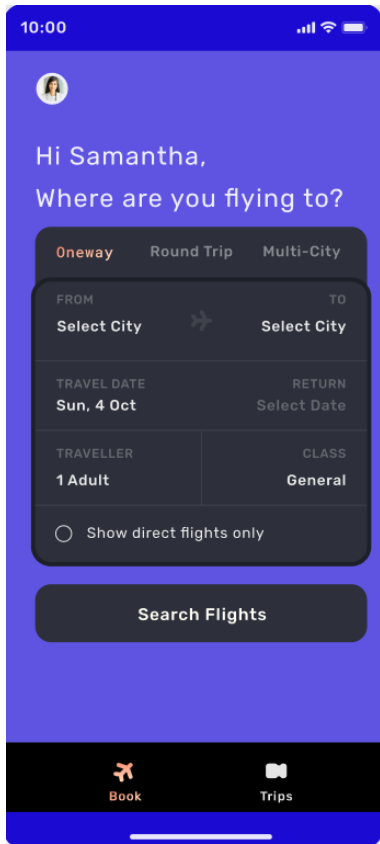 10:00
Hi Samantha,
Where are you flying to?
Oneway Round Trip Multi-City
FROM TO
Select City Select City
TRAVEL DATE RETURN
Sun, 4 Oct Select Date
TRAVELLER CLASS
1 Adult General
Show direct flights only
Search Flights
Book Trips